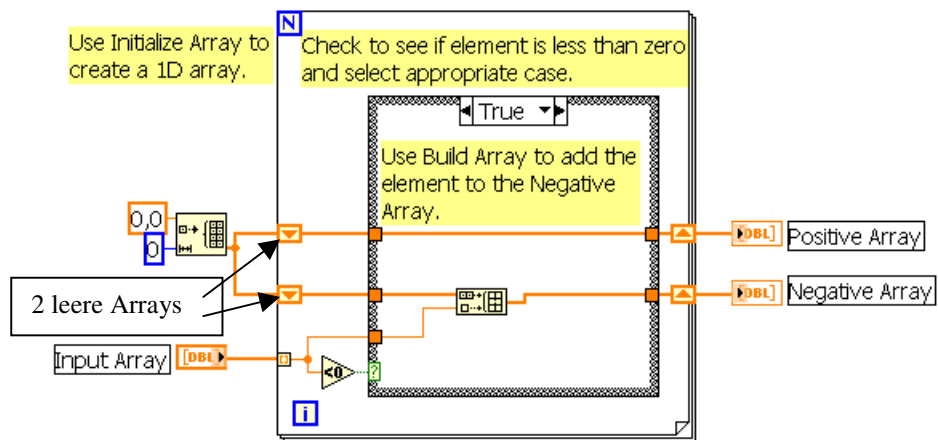 N
Use Initialize Array to
create a 1D array.
Check to see if element is less than zero
and select appropriate case.
True
Use Build Array to add the
element to the Negative
Array.
0,0
0
DBL]
Positive Array
2 leere Arrays
DBL]
Negative Array
Input Array
[DBL
<0
?
i